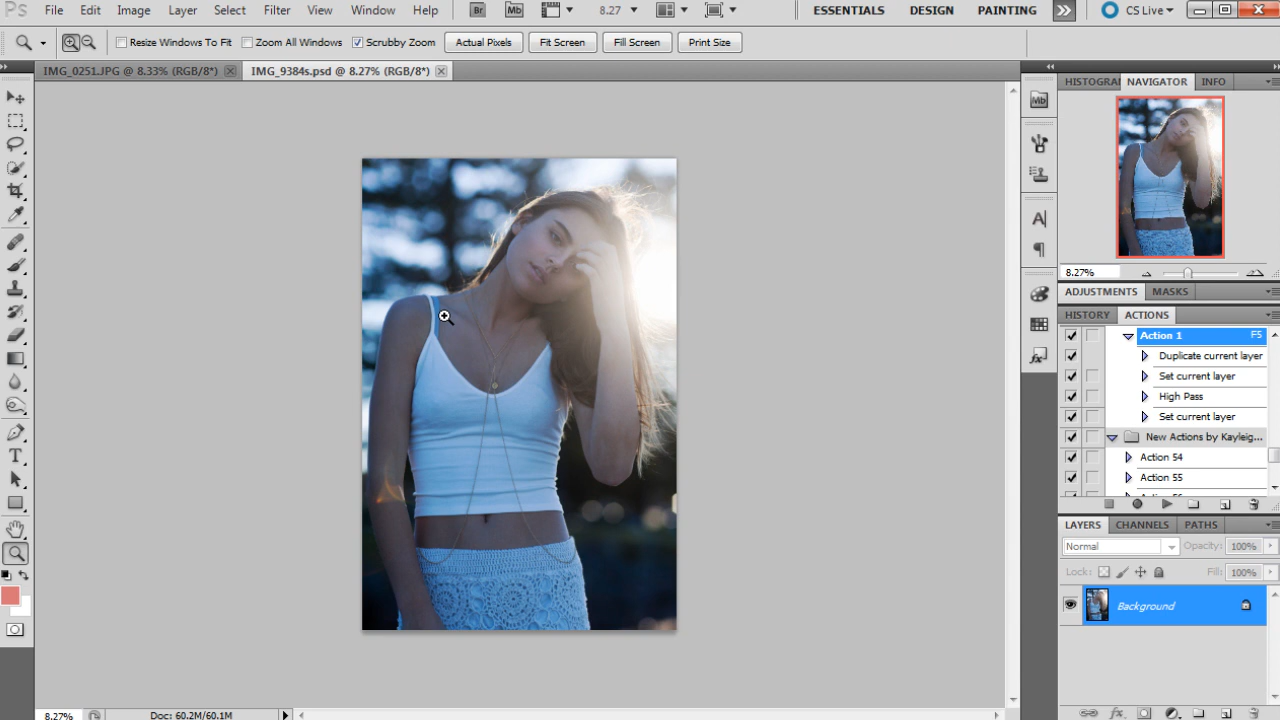 Ps File Edit Image Layer Select Filter View Window Help Br Mb 8.27 ESSENTIALS DESIGN PAINTING CS Live
Resize Windows To Fit Zoom All Windows Scrubby Zoom Actual Pixels Fit Screen Fill Screen Print Size
IMG_0251.JPG @ 8.33% (RGB/8*) IMG_9384s.psd @ 8.27% (RGB/8*)
HISTOGRA NAVIGATOR INFO
Mb
8.27%
ADJUSTMENTS MASKS
HISTORY ACTIONS
Action 1 F5
Duplicate current layer
Set current layer
High Pass
Set current layer
New Actions by Kayleig...
Action 54
Action 55
LAYERS CHANNELS PATHS
Normal Opacity: 100%
Lock: Fill: 100%
Background
8.27% Doc: 60.2M/60.1M